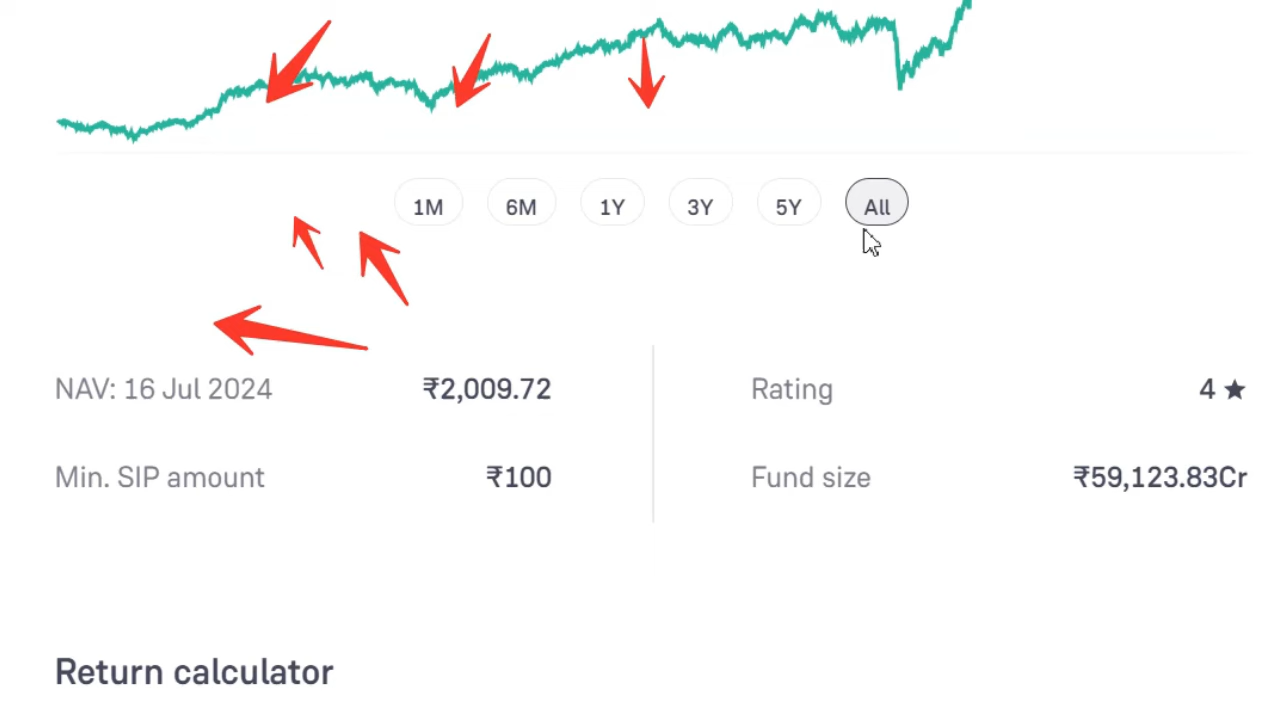 1M 6M 1Y 3Y 5Y All
NAV: 16 Jul 2024 ₹2,009.72 Rating 4 ★
Min. SIP amount ₹100 Fund size ₹59,123.83Cr
Return calculator